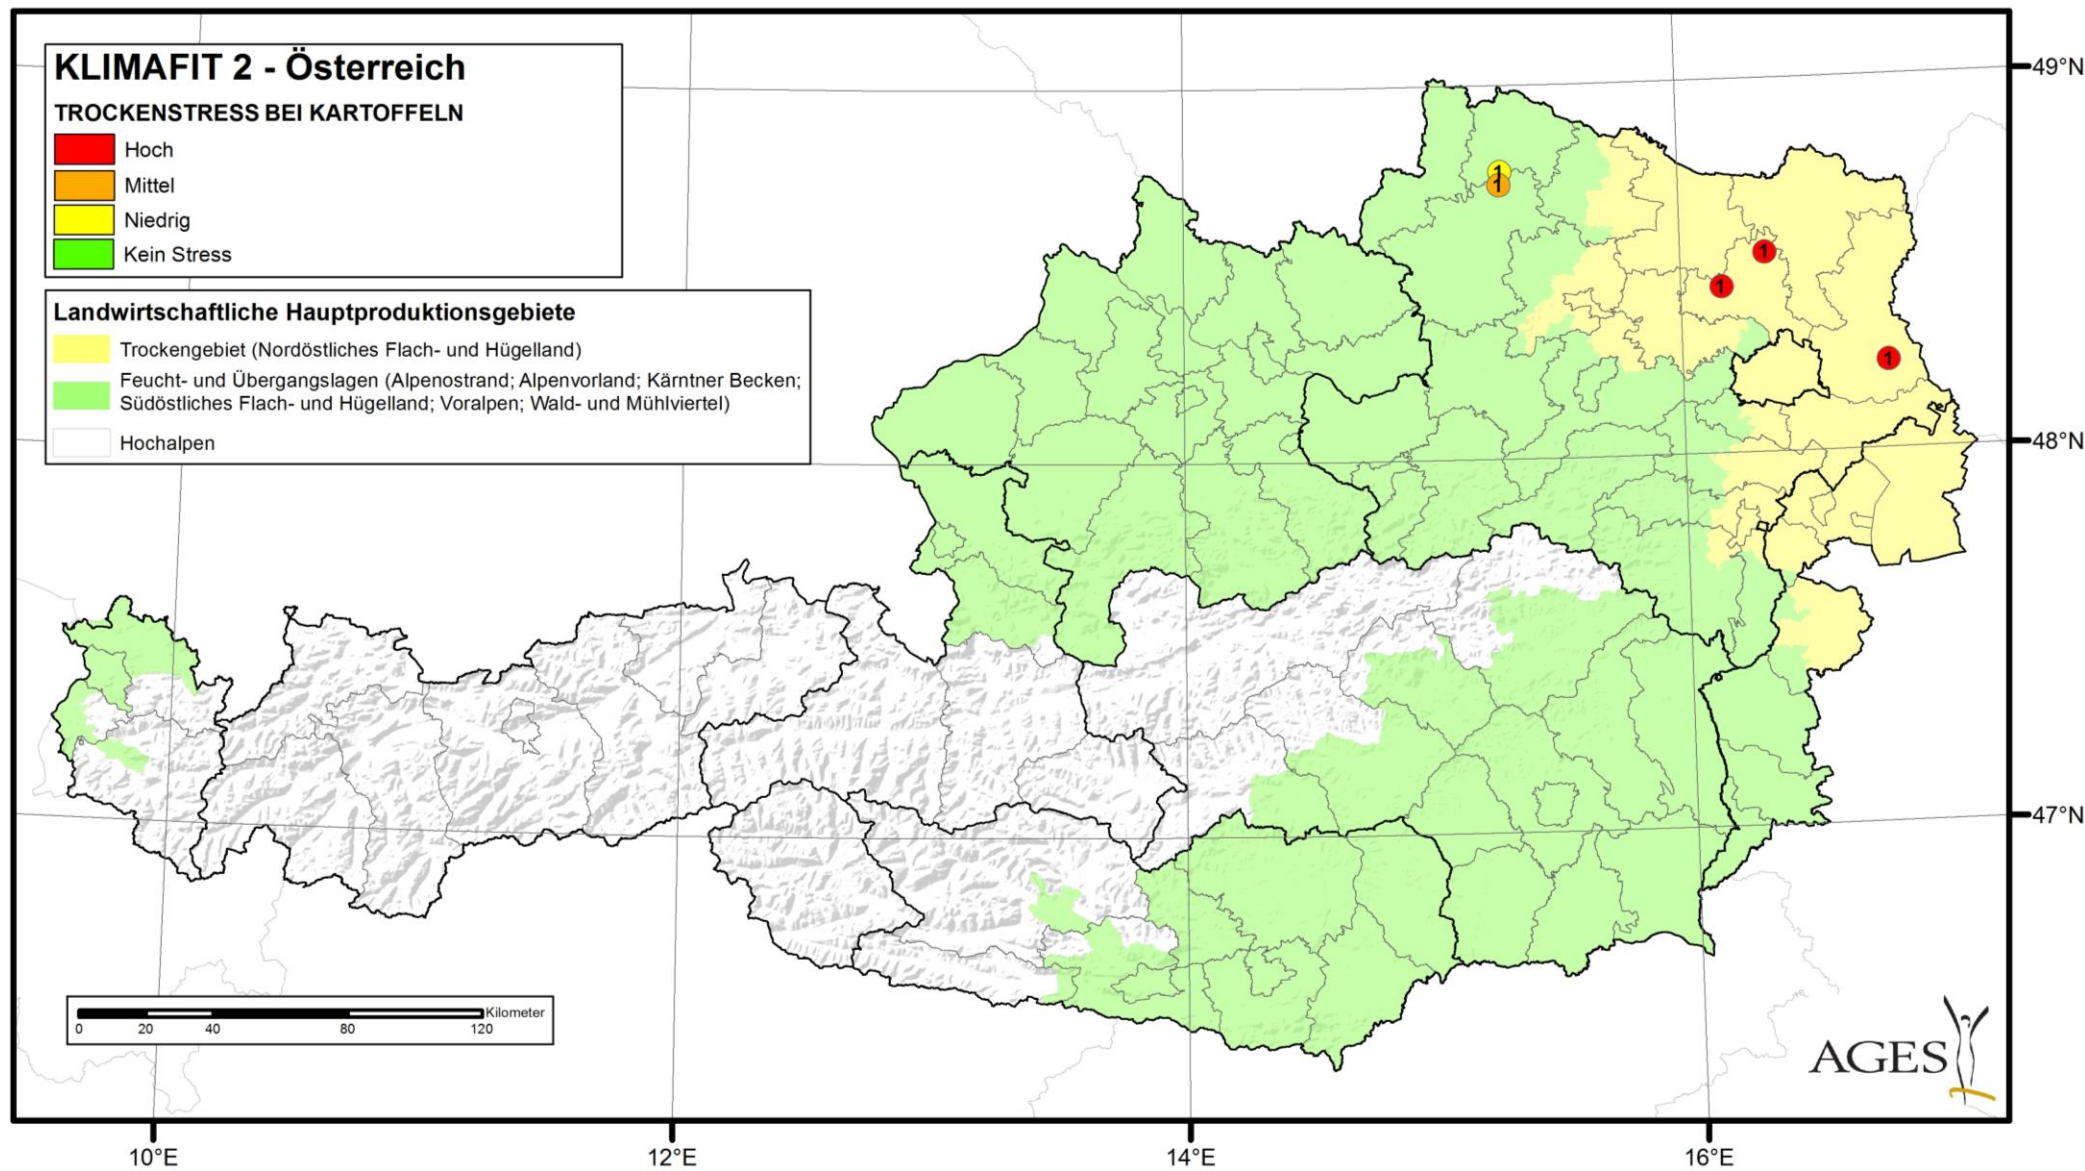 KLIMAFIT 2 - Österreich
TROCKENSTRESS BEI KARTOFFELN
Hoch
Mittel
Niedrig
Kein Stress
Landwirtschaftliche Hauptproduktionsgebiete
Trockengebiet (Nordöstliches Flach- und Hügelland)
Feucht- und Übergangslagen (Alpenostrand; Alpenvorland; Kärntner Becken;
Südöstliches Flach- und Hügelland; Voralpen; Wald- und Mühlviertel)
Hochalpen
1
1
1
1
1
49°N
48°N
47°N
Kilometer
0 20 40 80 120
AGES
10°E 12°E 14°E 16°E